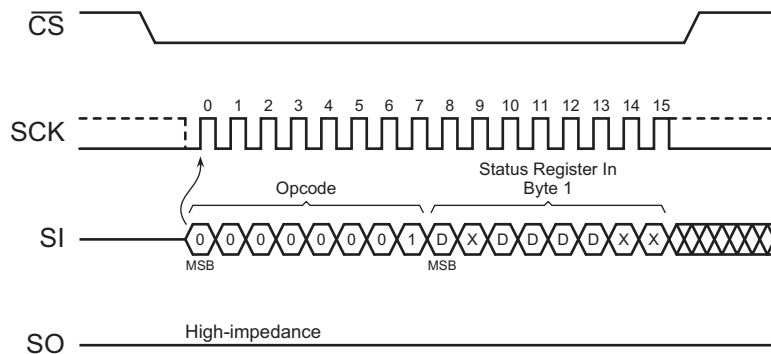 CS
0 1 2 3 4 5 6 7 8 9 10 11 12 13 14 15
SCK
Status Register In
Opcode Byte 1
SI 0 0 0 0 0 0 0 1 D X D D D D X X
MSB MSB
High-impedance
SO